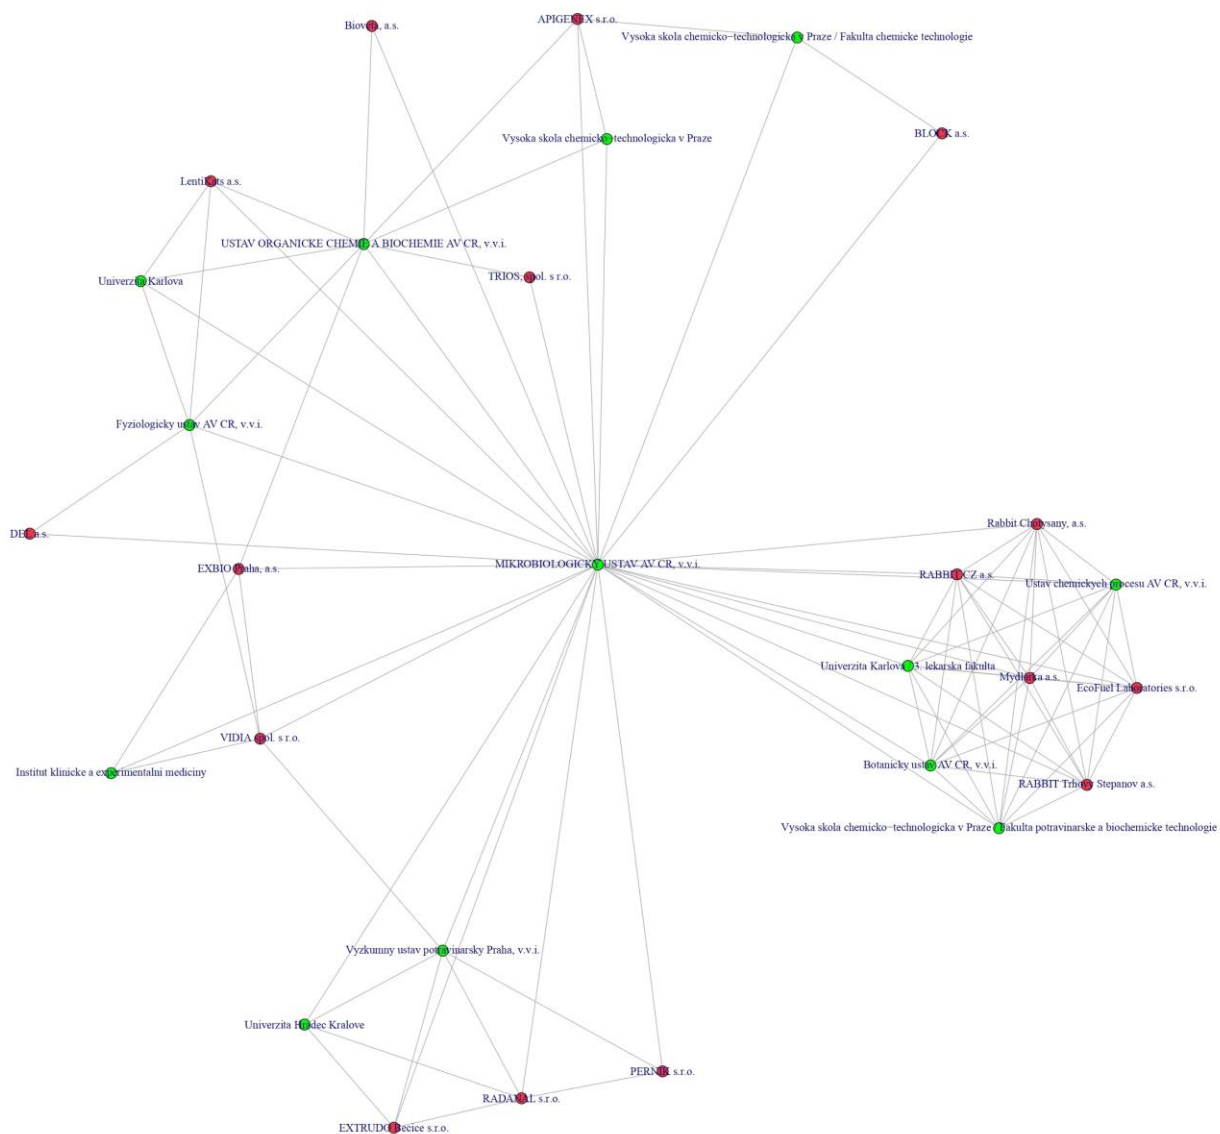 APIGENEX s.r.o.
Bioveta, a.s.
Vysoka skola chemicko-technologicka v Praze / Fakulta chemicke technologie
BLOCK a.s.
Vysoka skola chemicko-technologicka v Praze
LentiKats a.s.
USTAV ORGANICKE CHEMIE A BIOCHEMIE AV CR, v.v.i.
TRIOS, spol. s r.o.
Univerzita Karlova
Fyziologicky ustav AV CR, v.v.i.
Rabbit Chotysany, a.s.
a.s.
MIKROBIOLOGICKY USTAV AV CR, v.v.i.
EXBIO Praha, a.s.
RABBIT CZ a.s.
Ustav chemickych procesu AV CR, v.v.i.
Univerzita Karlova / 3. lekarska fakulta
Mydlarka a.s.
EcoFuel Laboratories s.r.o.
VIDIA spol. s r.o.
Botanicky ustav AV CR, v.v.i.
Institut klinicke a experimentalni mediciny
RABBIT Trhovy Stepanov a.s.
Vysoka skola chemicko-technologicka v Praze / Fakulta potravinarske a biochemicke technologie
Vyzkumny ustav potravinarsky Praha, v.v.i.
Univerzita Hradec Kralove
PERNIK s.r.o.
RADANAL s.r.o.
EXTRUDO Becice s.r.o.